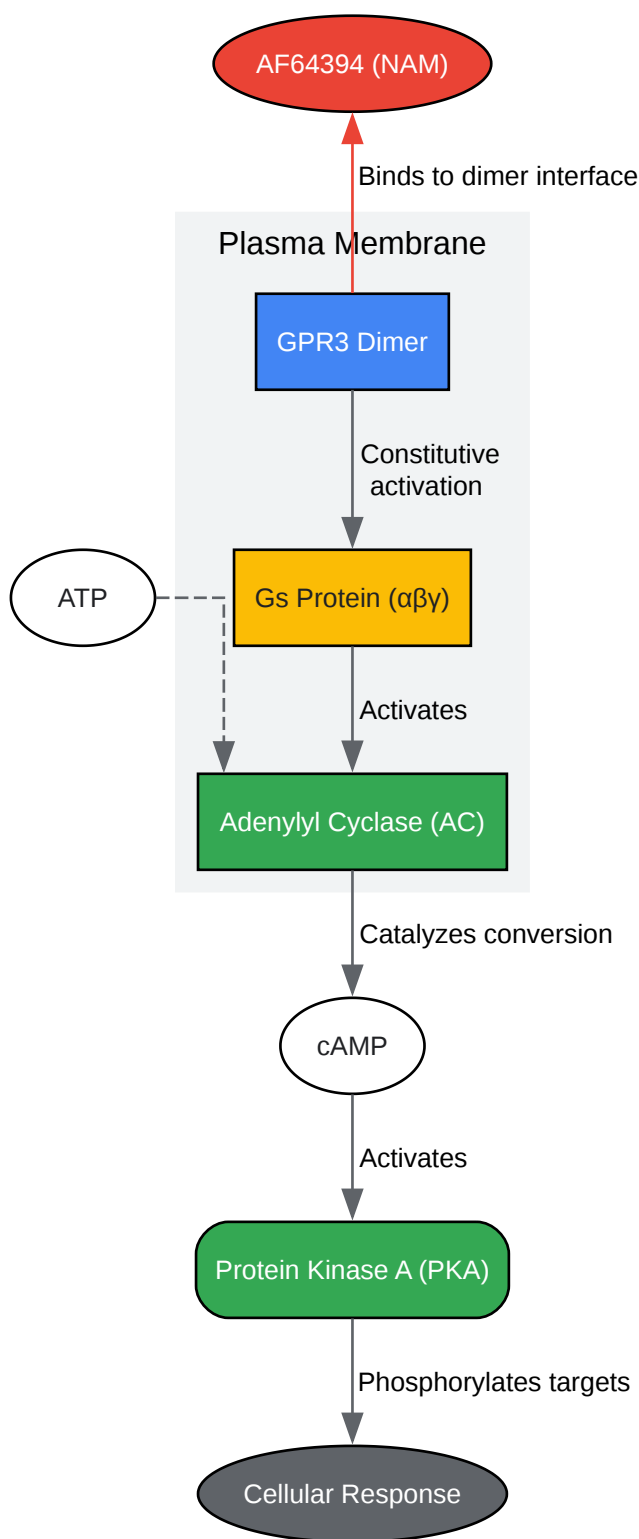 AF64394 (NAM)
Binds to dimer interface
Plasma Membrane
GPR3 Dimer
Constitutive
activation
ATP
Gs Protein (αβγ)
Activates
Adenylyl Cyclase (AC)
Catalyzes conversion
cAMP
Activates
Protein Kinase A (PKA)
Phosphorylates targets
Cellular Response